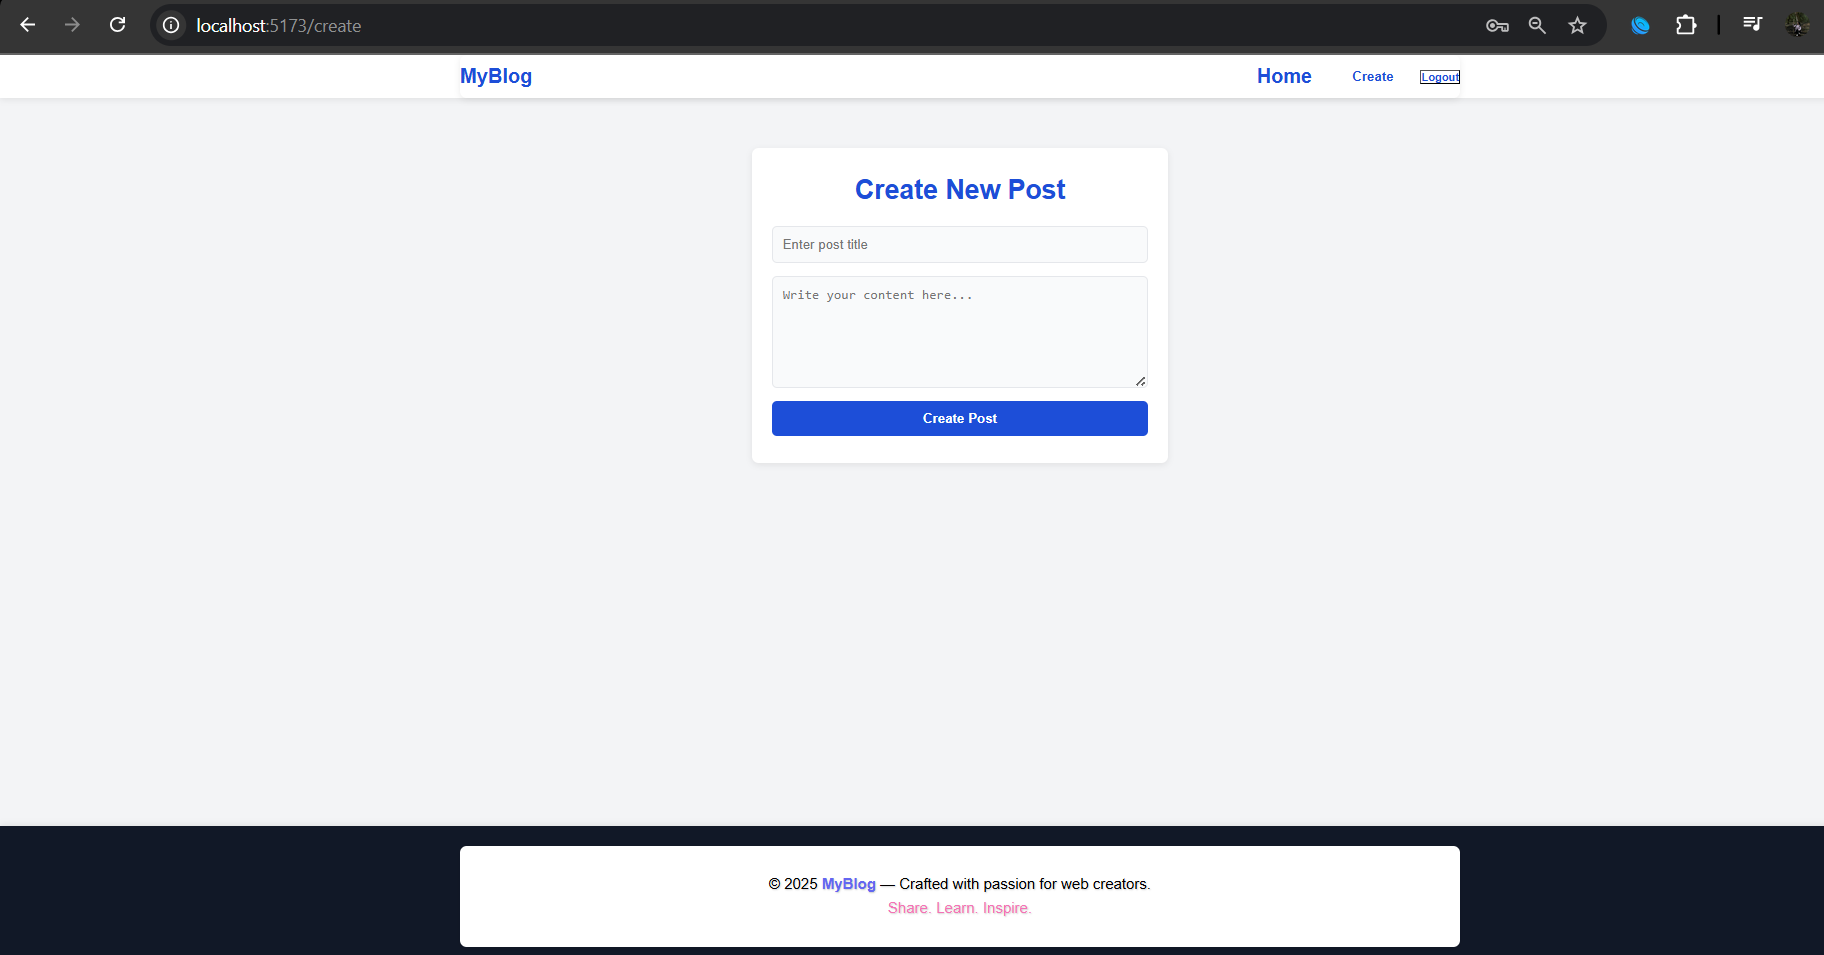 localhost:5173/create
MyBlog Home Create Logout
Create New Post
Enter post title
Write your content here...
Create Post
© 2025 MyBlog — Crafted with passion for web creators.
Share. Learn. Inspire.